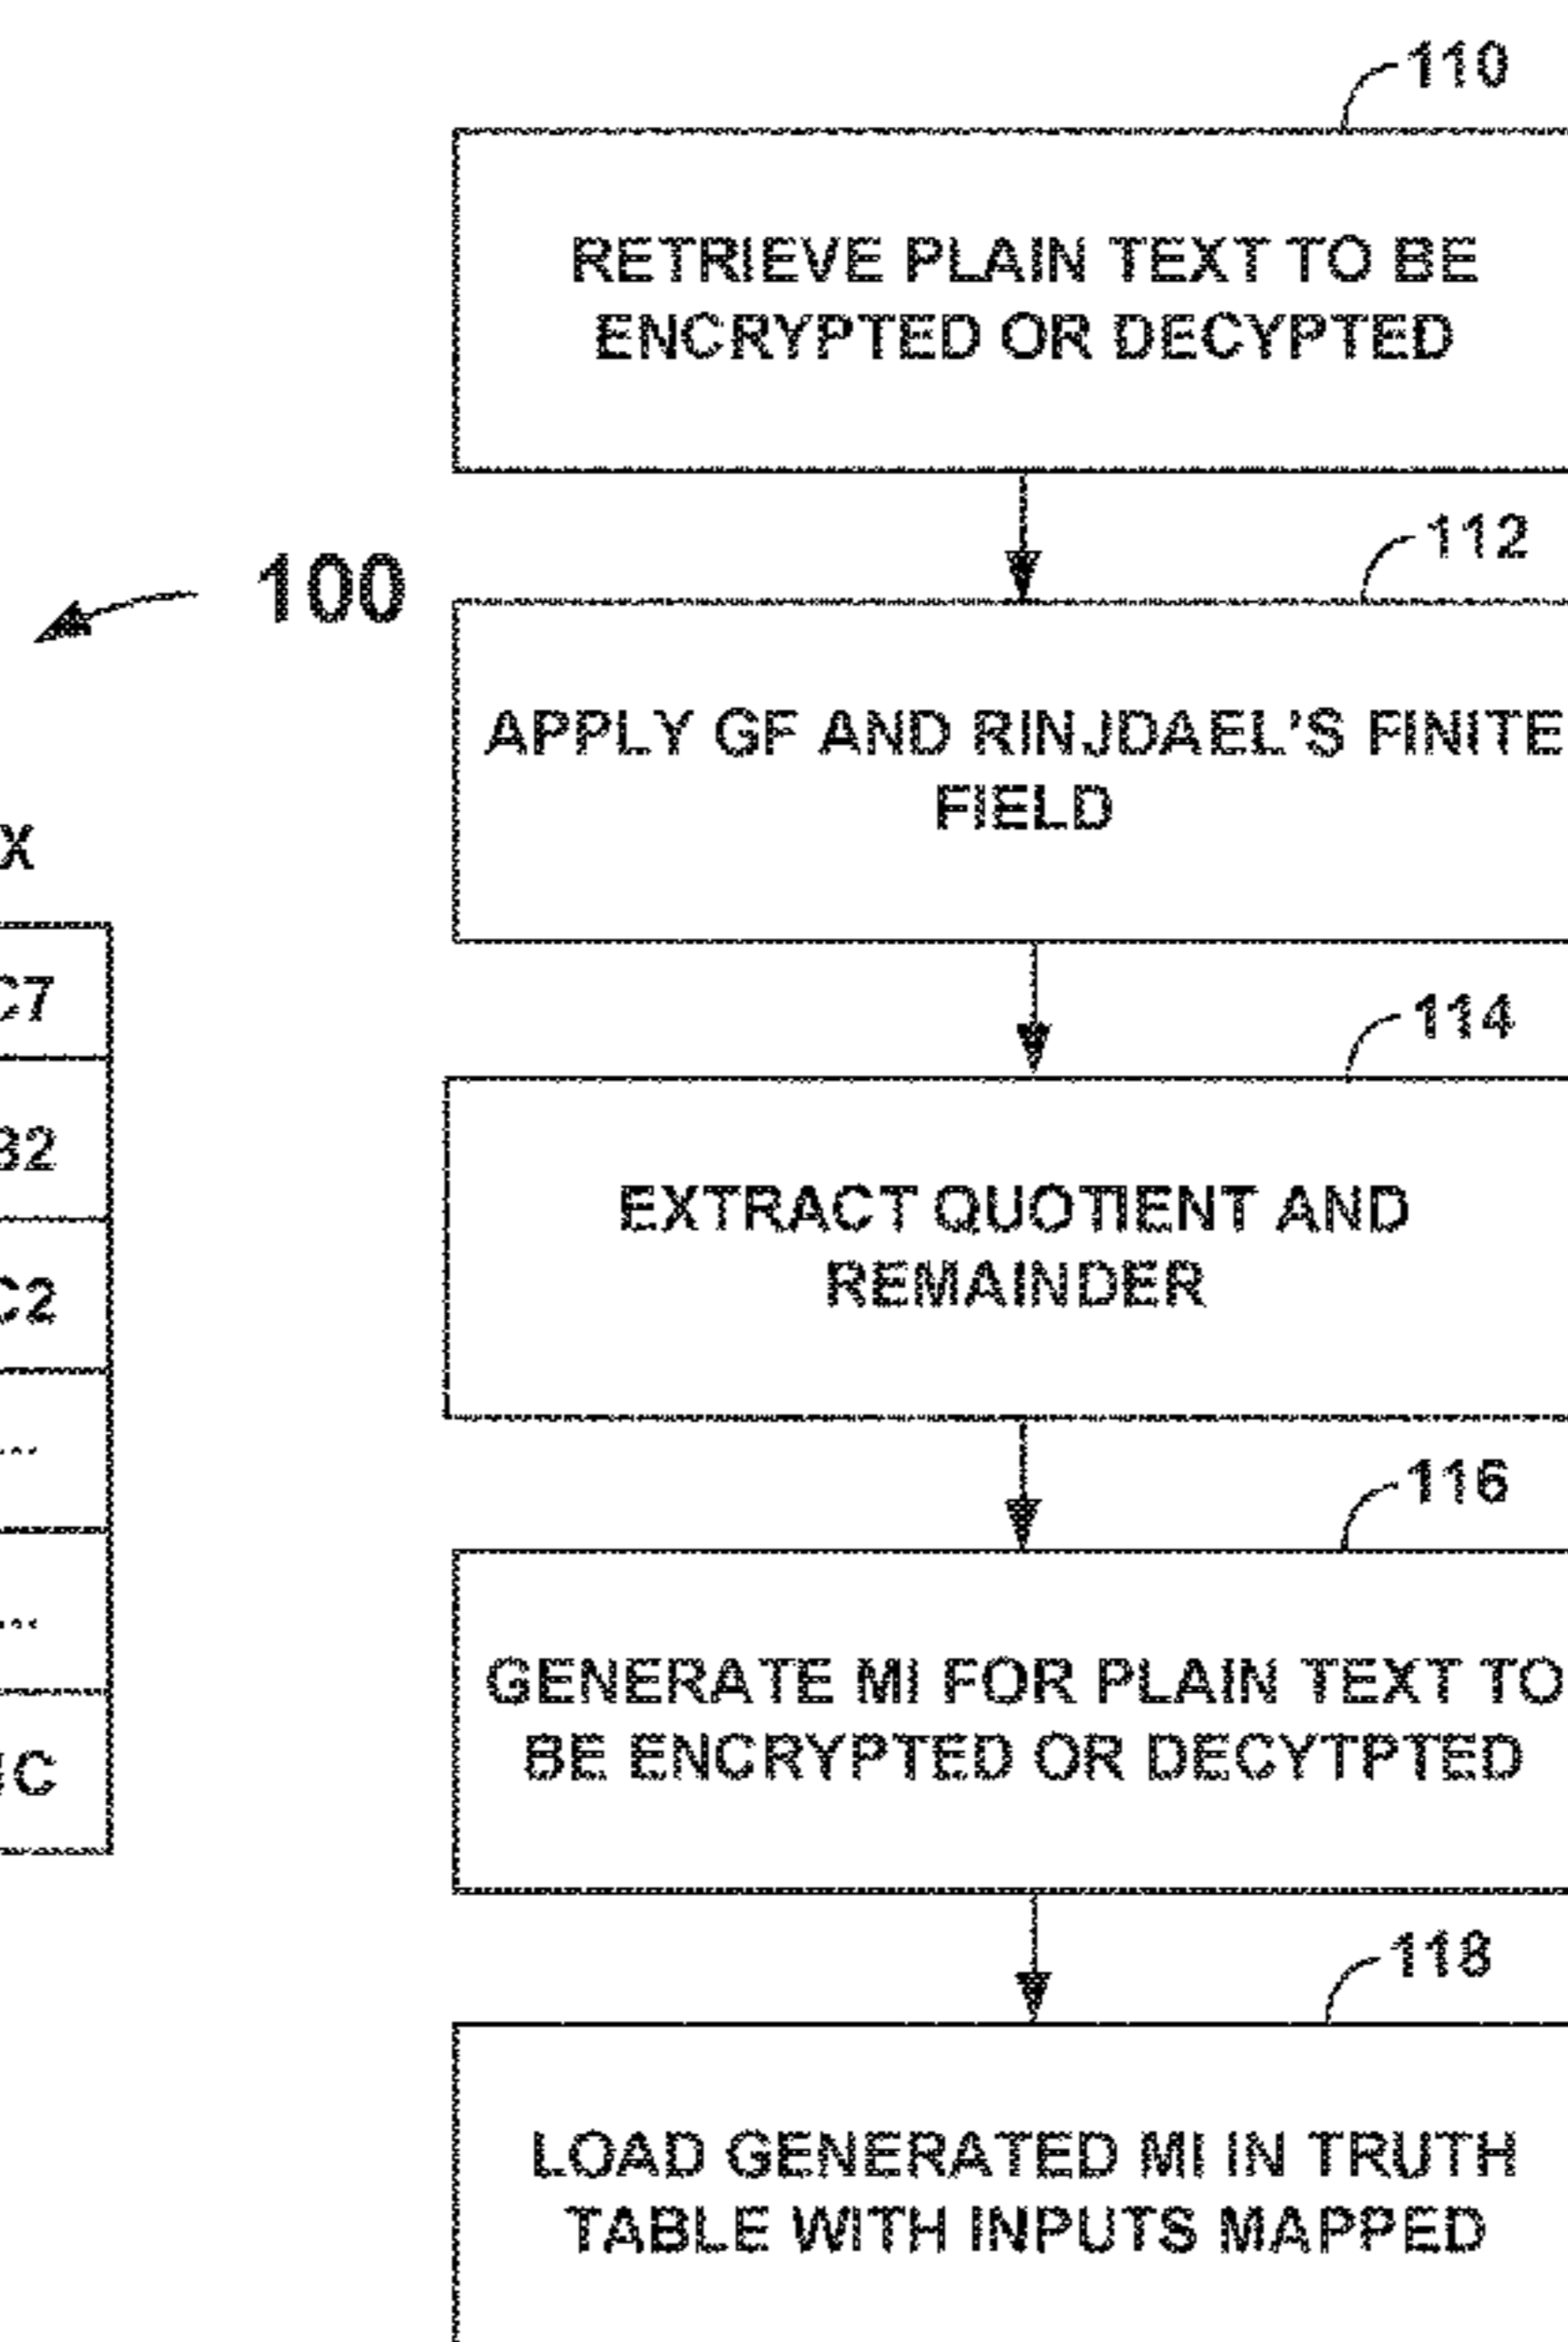 110
RETRIEVE PLAIN TEXT TO BE
ENCRYPTED OR DECYPTED
100
112
APPLY GF AND RINJDAEL'S FINITE
FIELD
X
C7
B2
C2
...
...
114
EXTRACT QUOTIENT AND
REMAINDER
116
GENERATE MI FOR PLAIN TEXT TO
BE ENCRYPTED OR DECYTPTED
118
LOAD GENERATED MI IN TRUTH
TABLE WITH INPUTS MAPPED